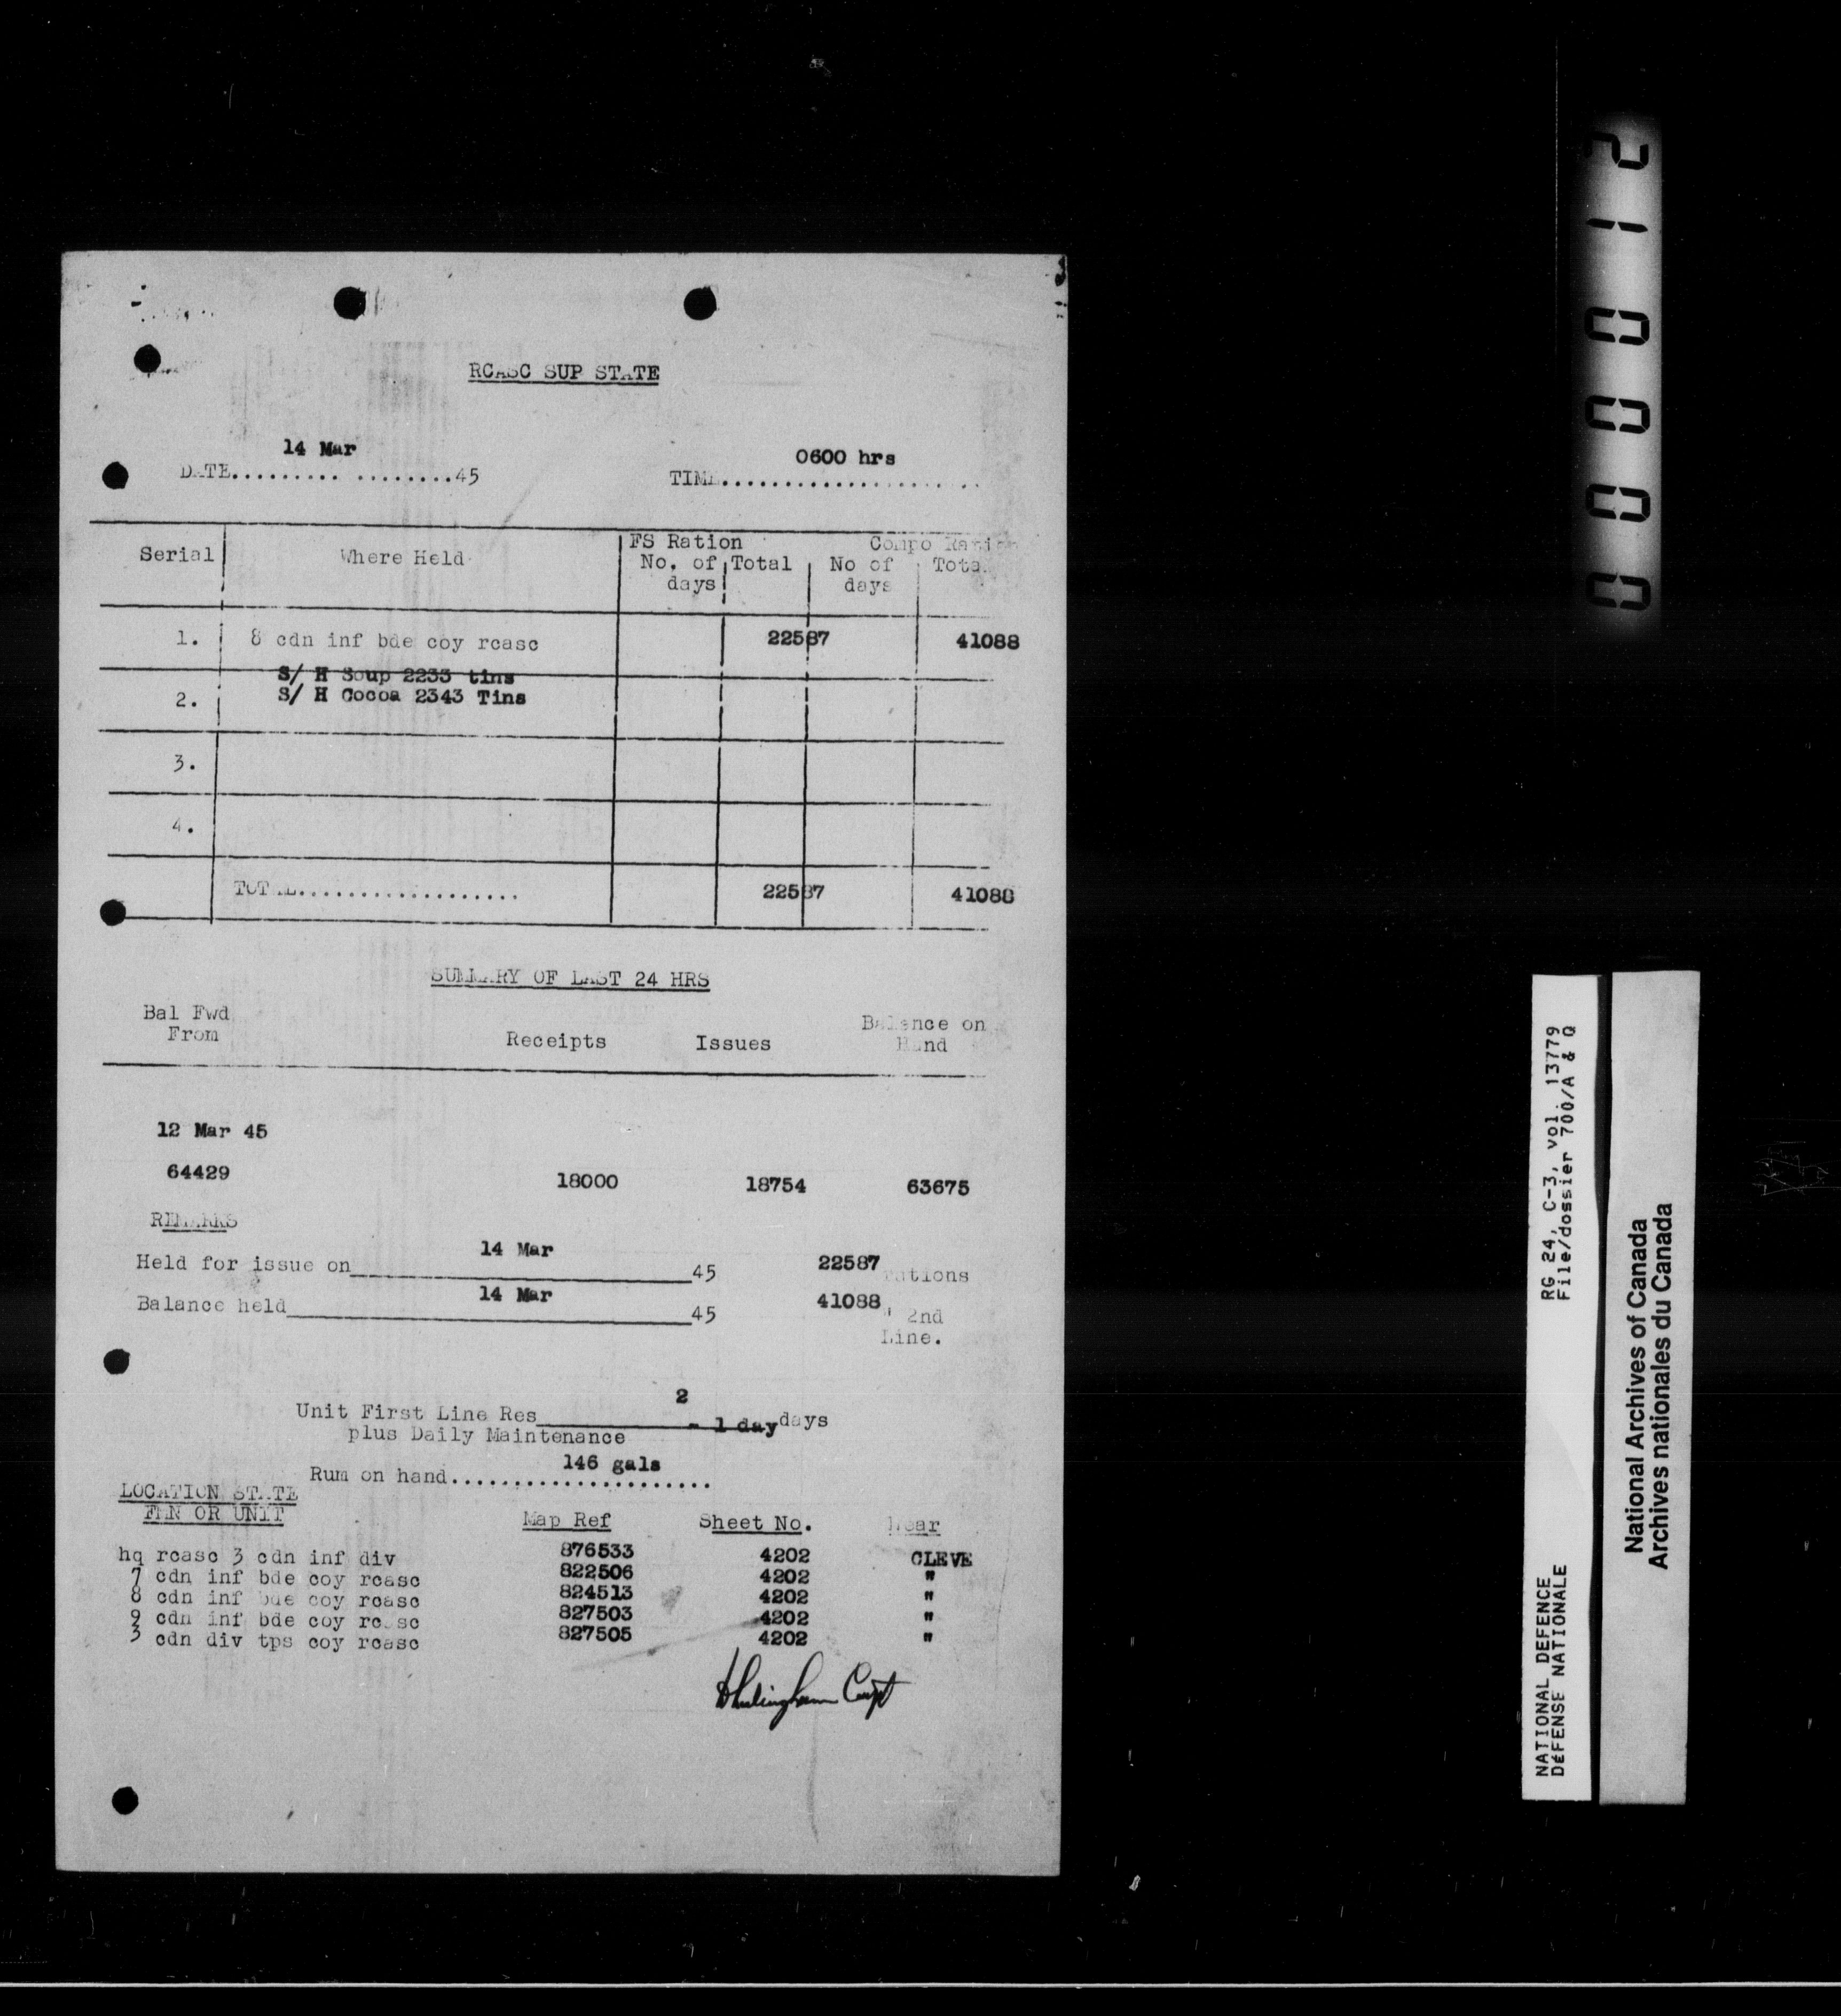 RCASC SUP STATE
14 Mar
DATE......... ........45
0600 hrs
TIME.....................
Serial Where Held FS Ration Compo Ration
No. of days Total No of days Total
1. 8 cdn inf bde coy rcasc 22587 41088
S/ H Soup 2233 tins
2. S/ H Cocoa 2343 Tins
3.
4.
TOTAL................... 22587 41088
SUMMARY OF LAST 24 HRS
Bal Fwd From Receipts Issues Balance on Hand
12 Mar 45
64429 18000 18754 63675
REMARKS
Held for issue on 14 Mar 45 22587 rations
Balance held 14 Mar 45 41088 " 2nd
Line.
Unit First Line Res 2 - 1 day days
plus Daily Maintenance
Rum on hand..................... 146 gals
LOCATION STATE
FMN OR UNIT Map Ref Sheet No. Near
hq rcasc 3 cdn inf div 876533 4202 CLEVE
7 cdn inf bde coy rcasc 822506 4202 "
8 cdn inf bde coy rcasc 824513 4202 "
9 cdn inf bde coy rcasc 827503 4202 "
3 cdn div tps coy rcasc 827505 4202 "
Capt
000012
NATIONAL DEFENCE RG 24, C-3, vol. 13779
DéFENSE NATIONALE File/dossier 700/A & Q
National Archives of Canada
Archives nationales du Canada